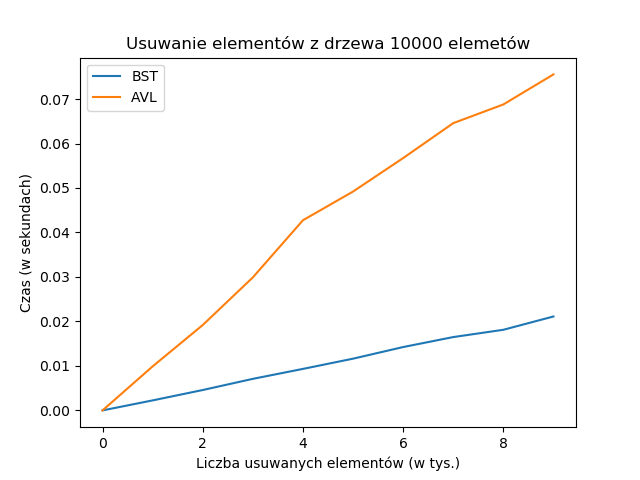 Usuwanie elementów z drzewa 10000 elemetów
BST
AVL
Czas (w sekundach)
0.07
0.06
0.05
0.04
0.03
0.02
0.01
0.00
0 2 4 6 8
Liczba usuwanych elementów (w tys.)